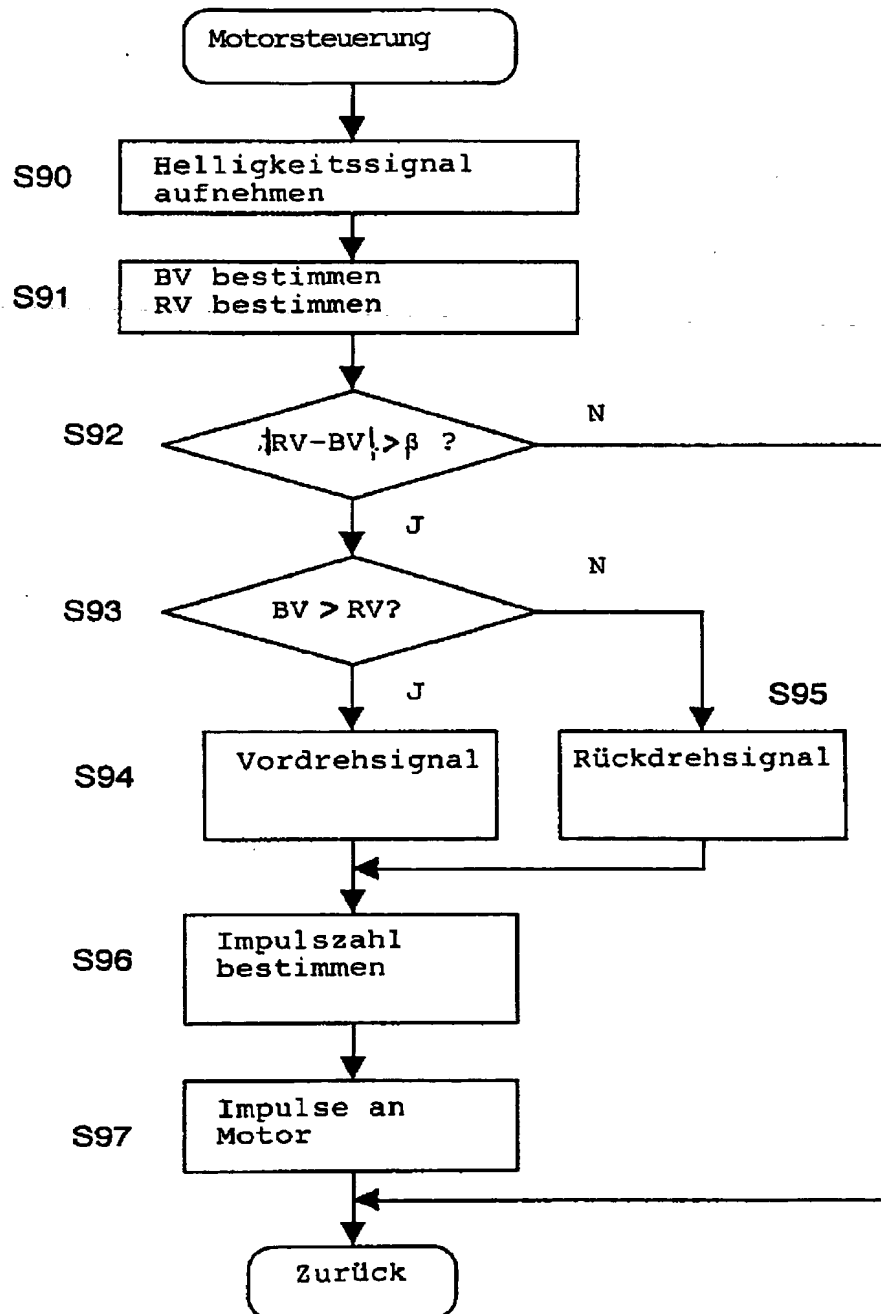 Motorsteuerung
S90
Helligkeitssignal
aufnehmen
S91
BV bestimmen
RV bestimmen
S92
|RV-BV|>β ?
N
J
S93
BV > RV?
N
J
S95
S94
Vordrehsignal
Rückdrehsignal
S96
Impulszahl
bestimmen
S97
Impulse an
Motor
Zurück